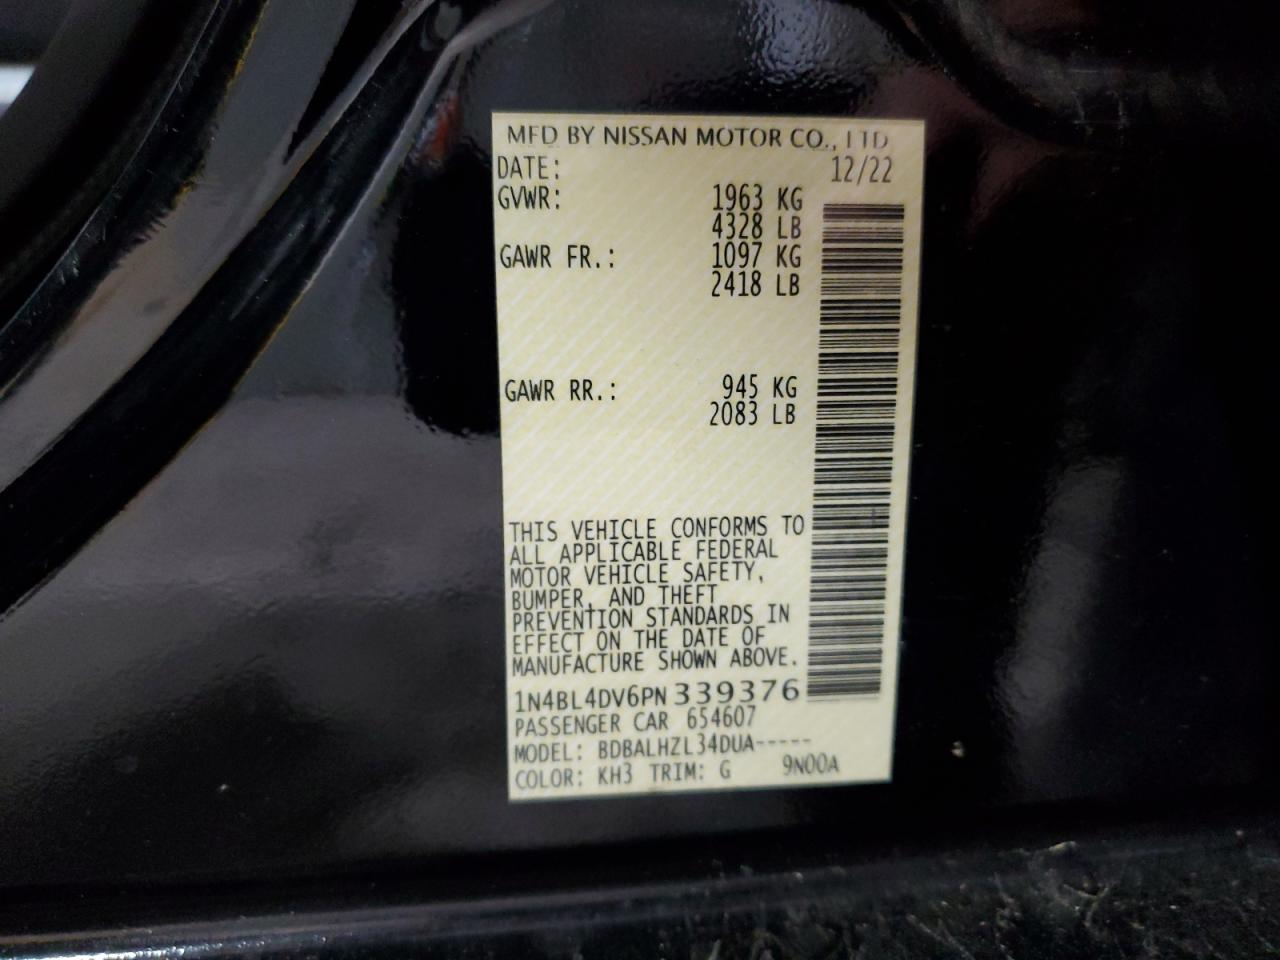 MFD BY NISSAN MOTOR CO., LTD
DATE: 12/22
GVWR: 1963 KG
4328 LB
GAWR FR.: 1097 KG
2418 LB
GAWR RR.: 945 KG
2083 LB
THIS VEHICLE CONFORMS TO
ALL APPLICABLE FEDERAL
MOTOR VEHICLE SAFETY,
BUMPER, AND THEFT
PREVENTION STANDARDS IN
EFFECT ON THE DATE OF
MANUFACTURE SHOWN ABOVE.
1N4BL4DV6PN 339376
PASSENGER CAR 654607
MODEL: BDBALHZL34DUA-----
COLOR: KH3 TRIM: G 9N00A